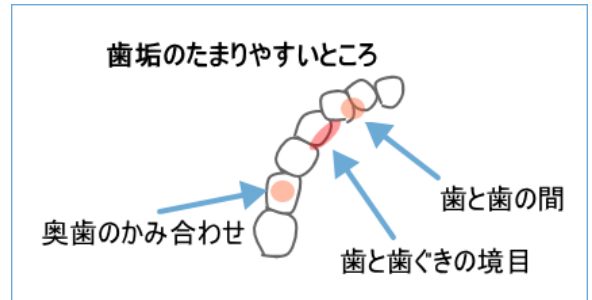 歯垢のたまりやすいところ
歯と歯の間
奥歯のかみ合わせ
歯と歯ぐきの境目